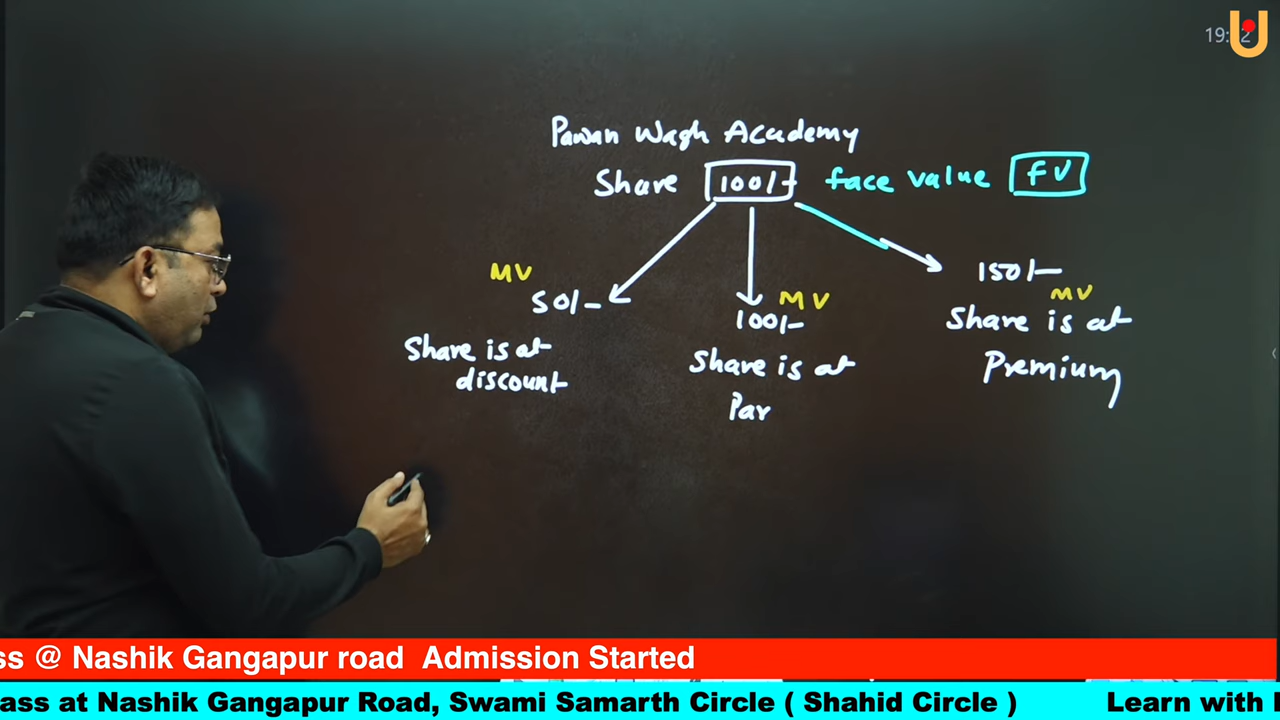 Pawan Wagh Academy
Share 100/- face value FV
MV
50/-
Share is at
discount
MV
100/-
Share is at
Par
150/-
MV
Share is at
Premium
@ Nashik Gangapur road Admission Started
at Nashik Gangapur Road, Swami Samarth Circle ( Shahid Circle ) Learn with